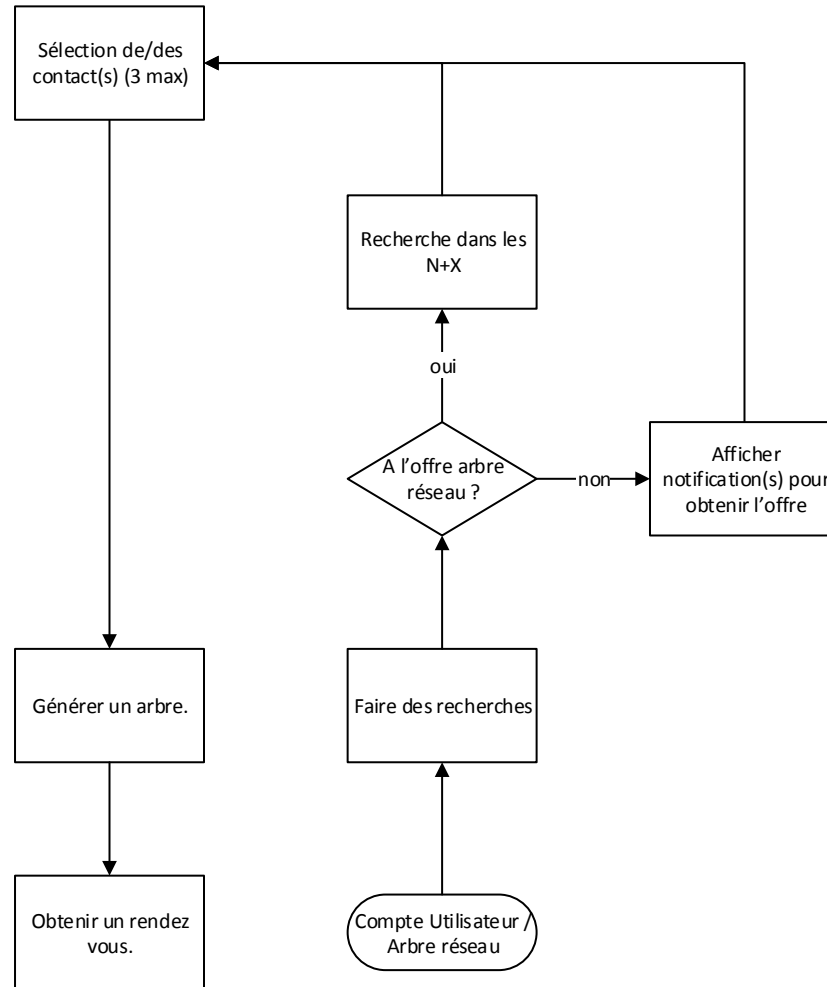 Sélection de/des
contact(s) (3 max)
Recherche dans les
N+X
oui
A l’offre arbre
réseau ?
non
Afficher
notification(s) pour
obtenir l’offre
Générer un arbre.
Faire des recherches
Obtenir un rendez
vous.
Compte Utilisateur /
Arbre réseau